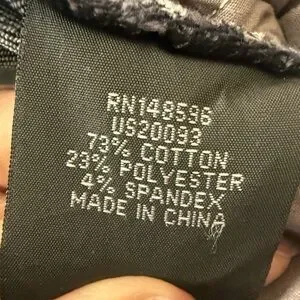 RN148596
US20093
73% COTTON
23% POLYESTER
4% SPANDEX
MADE IN CHINA